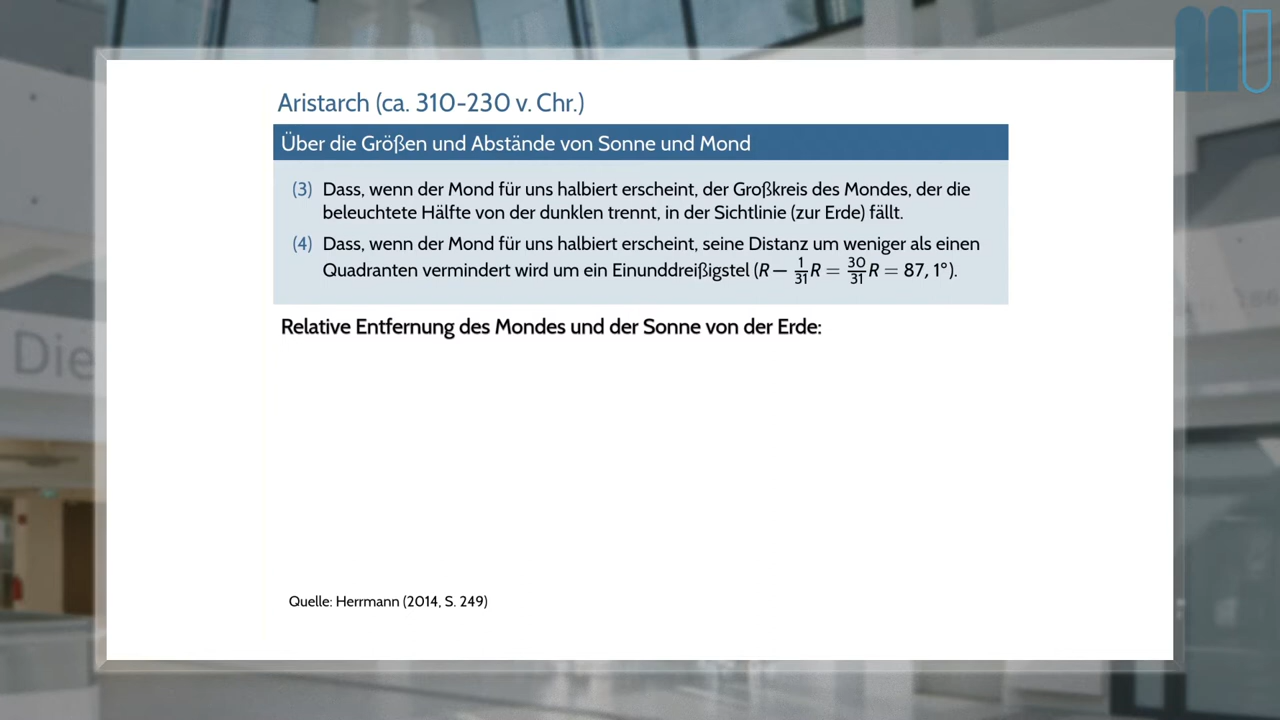 Aristarch (ca. 310-230 v. Chr.)
Über die Größen und Abstände von Sonne und Mond
(3) Dass, wenn der Mond für uns halbiert erscheint, der Großkreis des Mondes, der die
beleuchtete Hälfte von der dunklen trennt, in der Sichtlinie (zur Erde) fällt.
(4) Dass, wenn der Mond für uns halbiert erscheint, seine Distanz um weniger als einen
Quadranten vermindert wird um ein Einunddreißigstel (R − 1/31 R = 30/31 R = 87, 1°).
Relative Entfernung des Mondes und der Sonne von der Erde:
Die
Quelle: Herrmann (2014, S. 249)